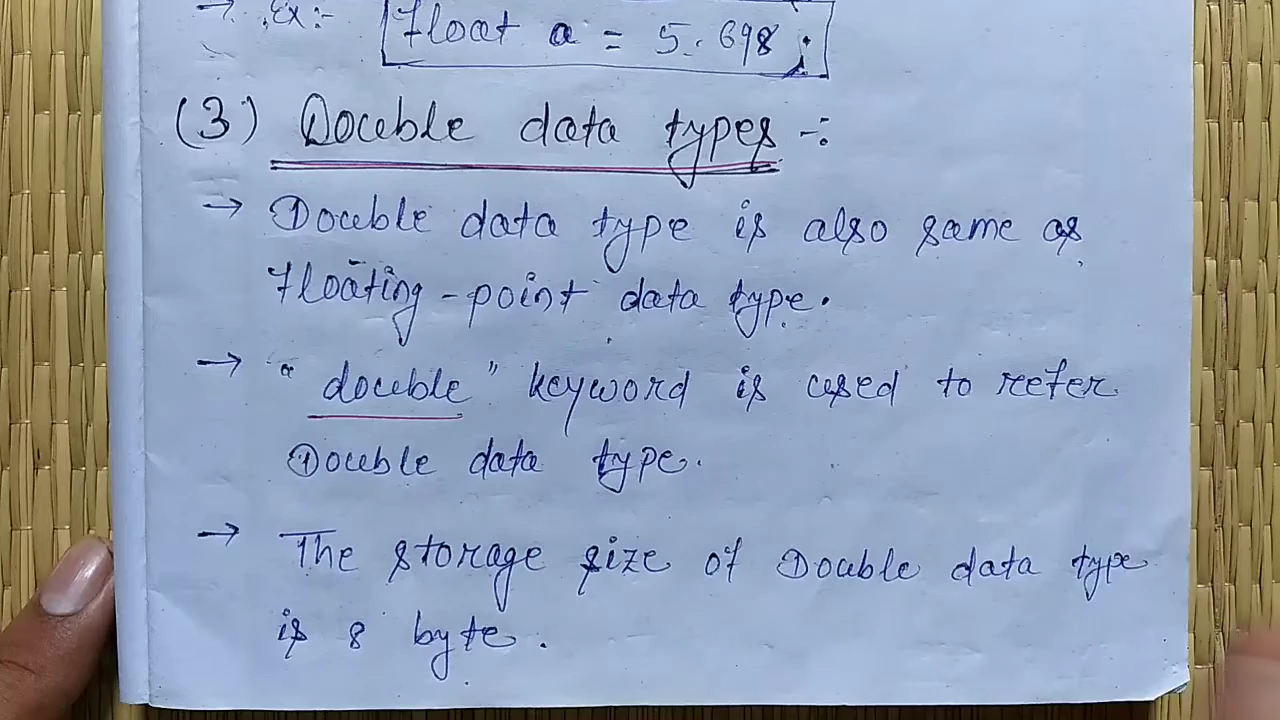 → Ex:- float a = 5.698;
(3) Double data types -:
→ Double data type is also same as
floating-point data type.
→ "double" keyword is used to refer
Double data type.
→ The storage size of Double data type
is 8 byte.